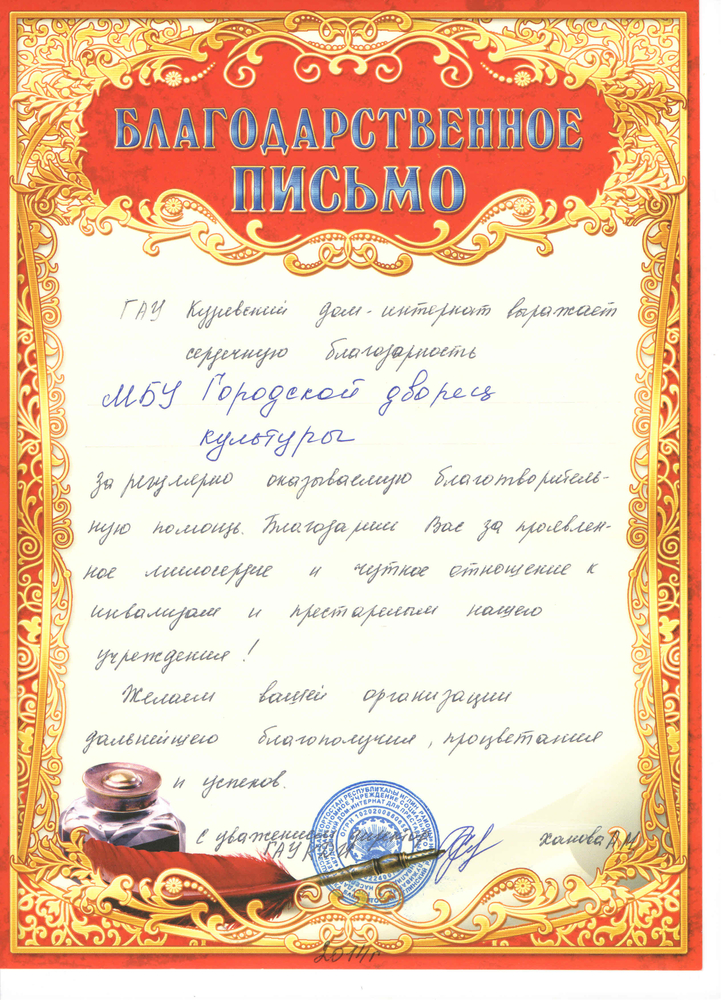 БЛАГОДАРСТВЕННОЕ
ПИСЬМО
ГАУ Кузевский дом-интернат выражает
сердечную благодарность
МБУ Городской дворец
культуры
За регулярно оказываемую благотворитель-
ную помощь. Благодарим Вас за проявлен-
ное милосердие и чуткое отношение к
инвалидам и престарелым нашего
учреждения!
Желаем вашей организации
дальнейшего благополучия, процветания
и успехов.
С уважением
ГАУ
2014г